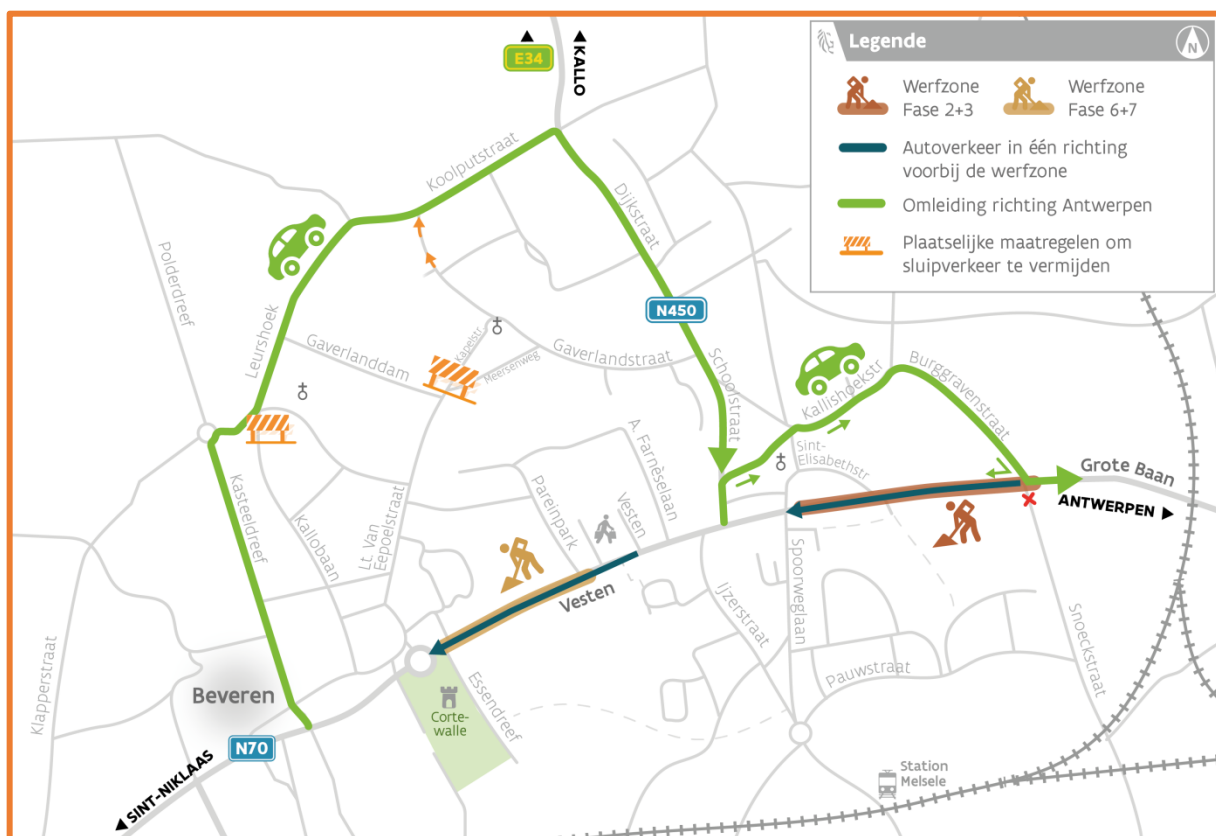 E34
KALLO
Legende
N
Werfzone
Fase 2+3
Werfzone
Fase 6+7
Autoverkeer in één richting
voorbij de werfzone
Omleiding richting Antwerpen
Plaatselijke maatregelen om
sluipverkeer te vermijden
Koolputstraat
Dijkstraat
Polderdreef
N450
Leurshoek
Gaverlanddam
Kapelstr.
Meersenweg
Gaverlandstraat
Schoolstraat
Kallishoekstr
Burggravenstraat
Sint-
Elisabethstr
Grote Baan
ANTWERPEN
Kasteeldreef
Kallobaan
Lt. Van
Eepoelstraat
Pareinpark
Vesten
A. Farnèselaan
Vesten
IJzerstraat
Spoorweglaan
Snoeckstraat
Pauwstraat
Klapperstraat
Beveren
Essendreef
Corte-
walle
N70
SINT-NIKLAAS
Station
Melsele